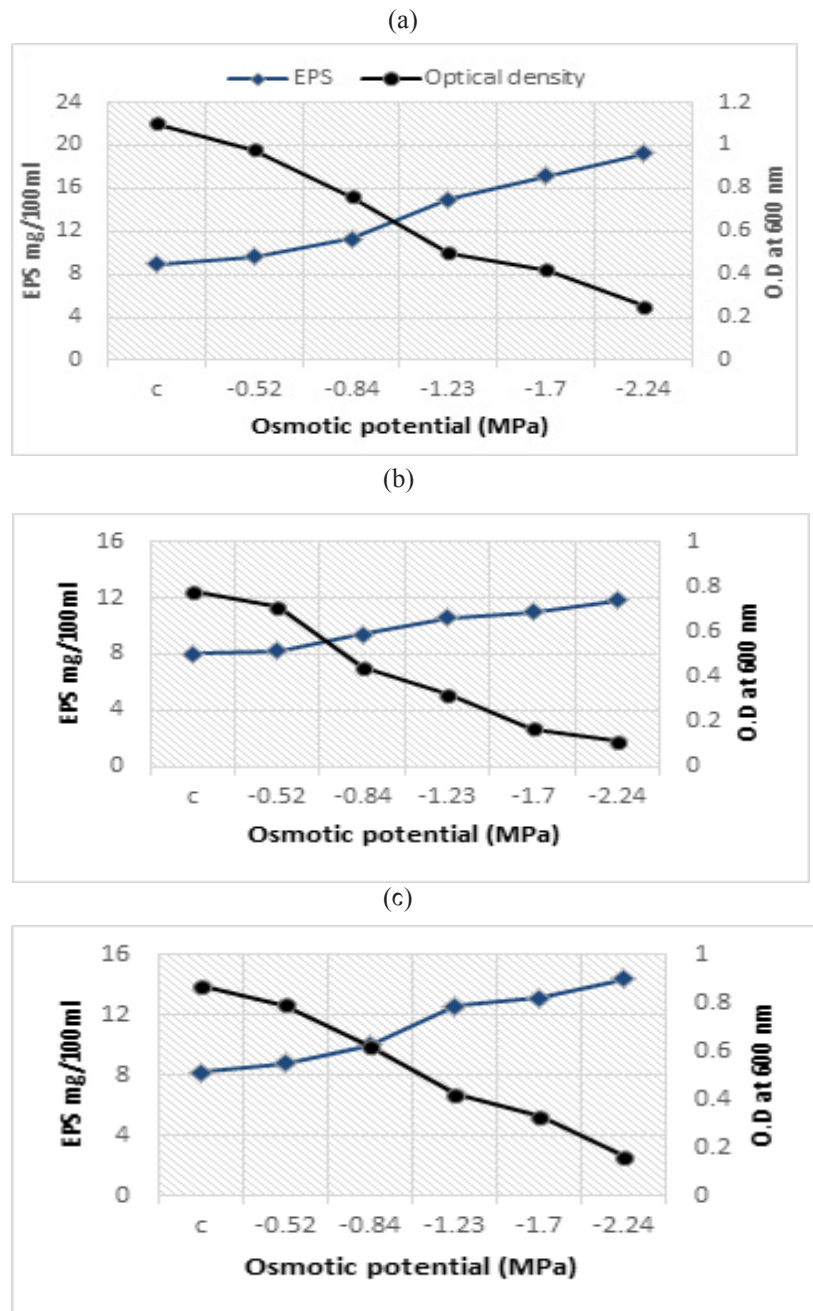 (a)
EPS Optical density
24 1.2
20 1
16 0.8
12 0.6
8 0.4
4 0.2
0 0
EPS mg/100ml
O.D at 600 nm
c -0.52 -0.84 -1.23 -1.7 -2.24
Osmotic potential (MPa)
(b)
16 1
12 0.8
8 0.6
4 0.4
0 0.2
0
EPS mg/100ml
O.D at 600 nm
c -0.52 -0.84 -1.23 -1.7 -2.24
Osmotic potential (MPa)
(c)
16 1
12 0.8
8 0.6
4 0.4
0 0.2
0
EPS mg/100ml
O.D at 600 nm
c -0.52 -0.84 -1.23 -1.7 -2.24
Osmotic potential (MPa)